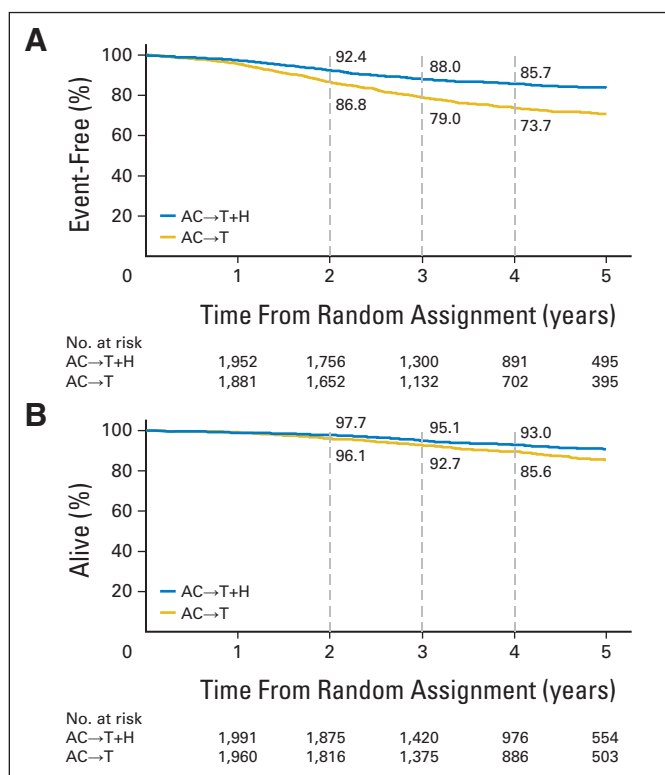 A
100
80
60
40
20
0
Event-Free (%)
92.4
88.0
85.7
86.8
79.0
73.7
AC→T+H
AC→T
1 2 3 4 5
Time From Random Assignment (years)
No. at risk
AC→T+H 1,952 1,756 1,300 891 495
AC→T 1,881 1,652 1,132 702 395
B
100
80
60
40
20
0
Alive (%)
97.7
95.1
93.0
96.1
92.7
85.6
AC→T+H
AC→T
1 2 3 4 5
Time From Random Assignment (years)
No. at risk
AC→T+H 1,991 1,875 1,420 976 554
AC→T 1,960 1,816 1,375 886 503